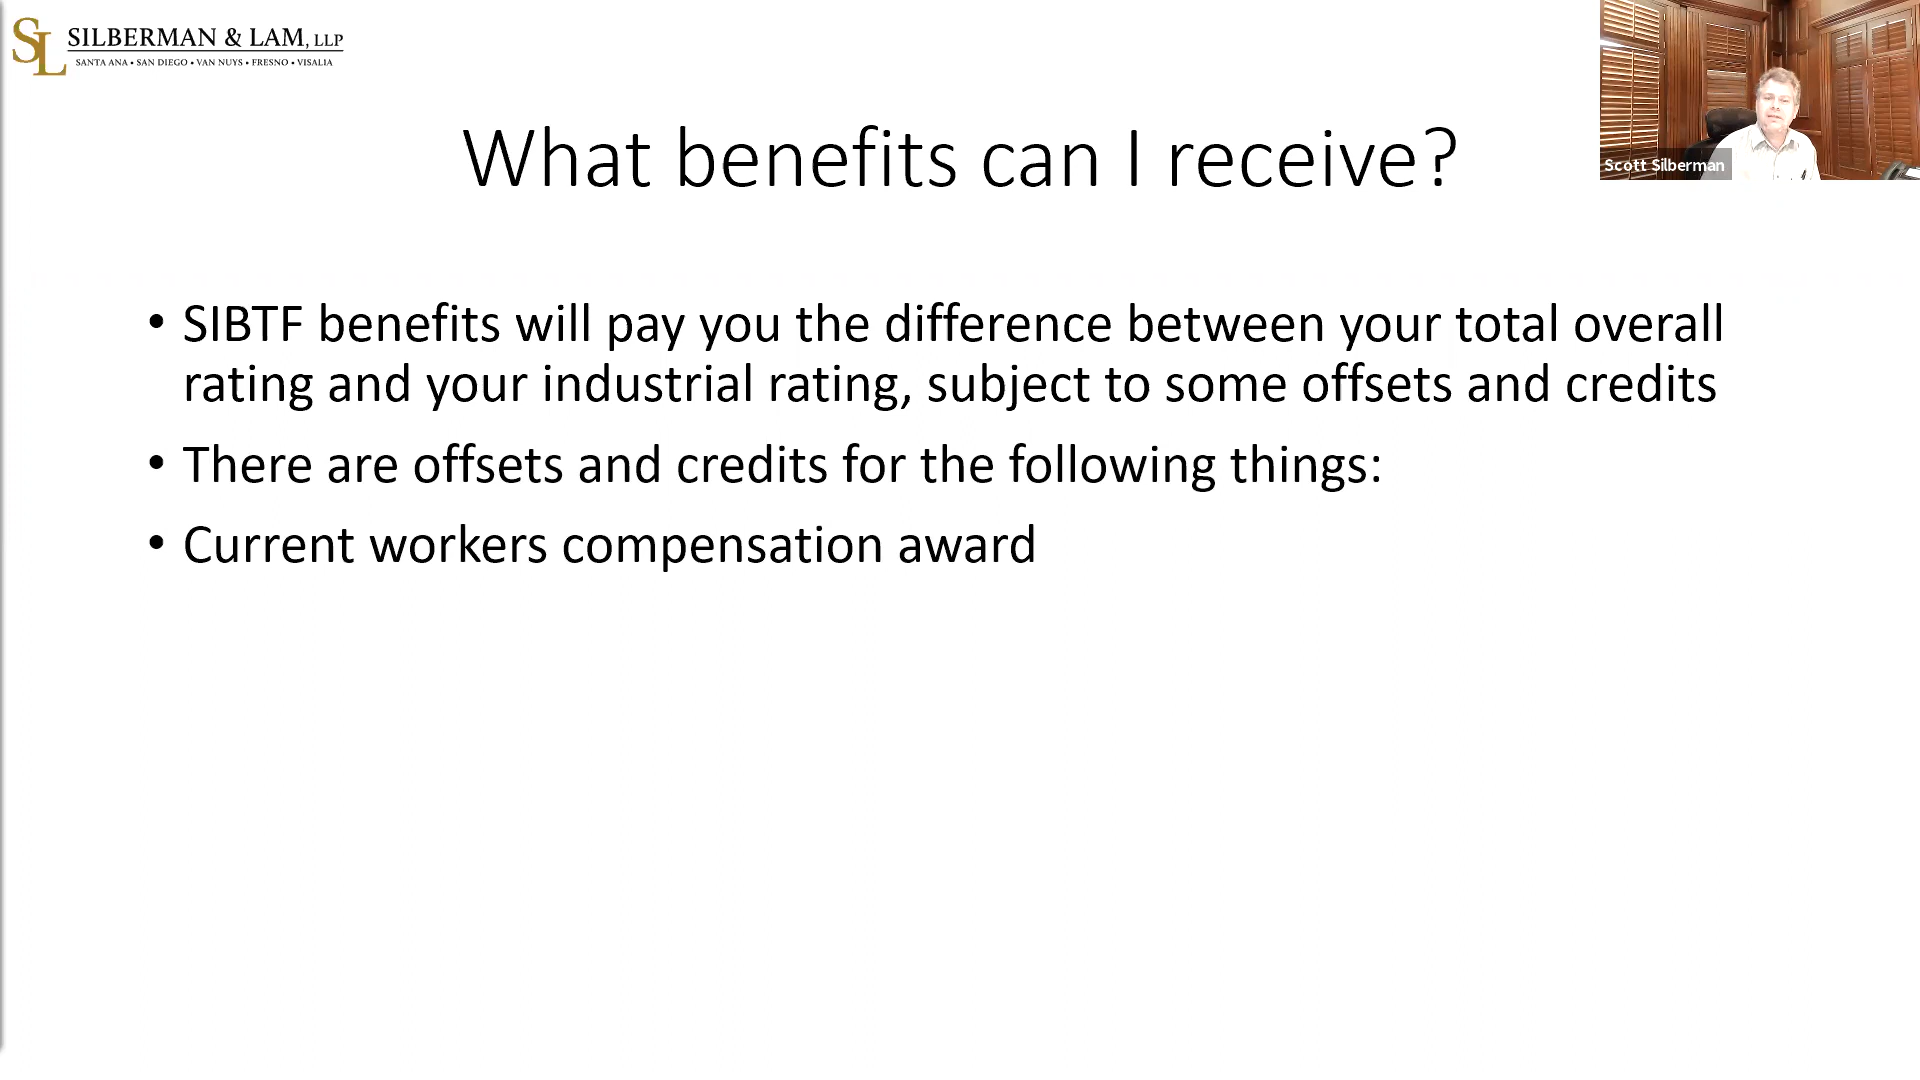 SL SILBERMAN & LAM, LLP
SANTA ANA • SAN DIEGO • VAN NUYS • FRESNO • VISALIA
Scott Silberman
What benefits can I receive?
• SIBTF benefits will pay you the difference between your total overall
rating and your industrial rating, subject to some offsets and credits
• There are offsets and credits for the following things:
• Current workers compensation award